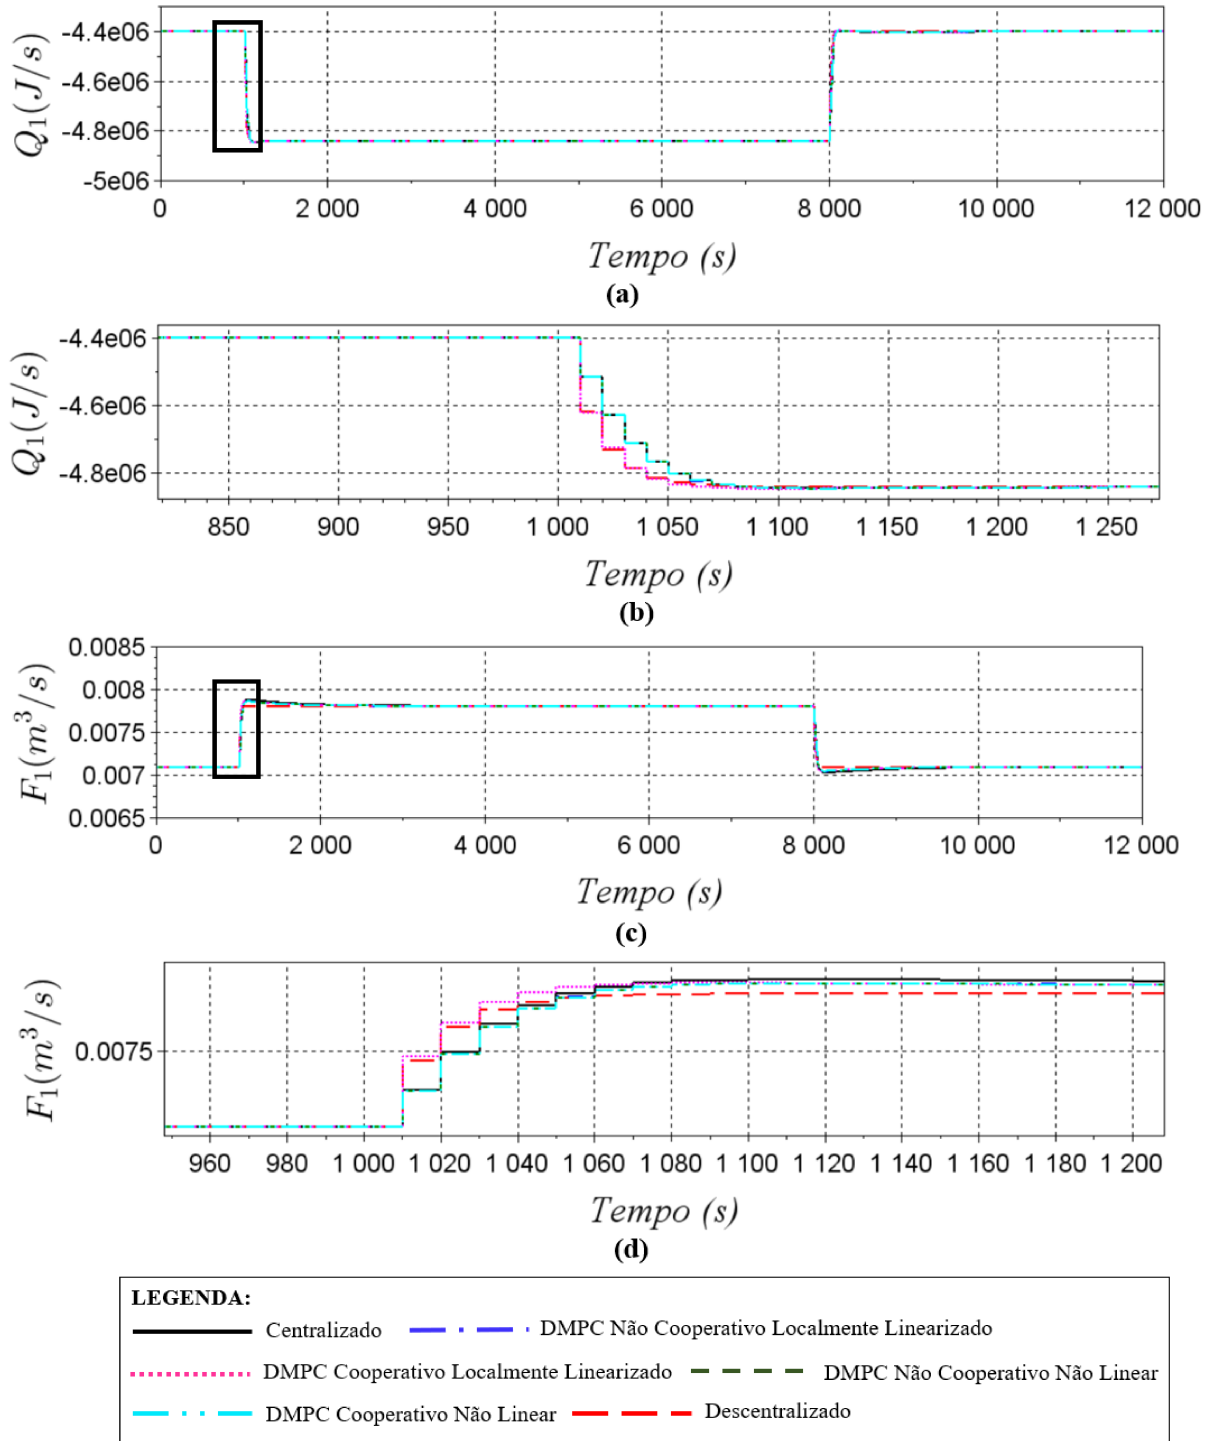 Q₁(J/s)
-4.4e06
-4.6e06
-4.8e06
-5e06
0 2 000 4 000 6 000 8 000 10 000 12 000
Tempo (s)
(a)
Q₁(J/s)
-4.4e06
-4.6e06
-4.8e06
850 900 950 1 000 1 050 1 100 1 150 1 200 1 250
Tempo (s)
(b)
F₁(m³/s)
0.0085
0.008
0.0075
0.007
0.0065
0 2 000 4 000 6 000 8 000 10 000 12 000
Tempo (s)
(c)
F₁(m³/s)
0.0075
960 980 1 000 1 020 1 040 1 060 1 080 1 100 1 120 1 140 1 160 1 180 1 200
Tempo (s)
(d)
LEGENDA:
Centralizado DMPC Não Cooperativo Localmente Linearizado
DMPC Cooperativo Localmente Linearizado DMPC Não Cooperativo Não Linear
DMPC Cooperativo Não Linear Descentralizado